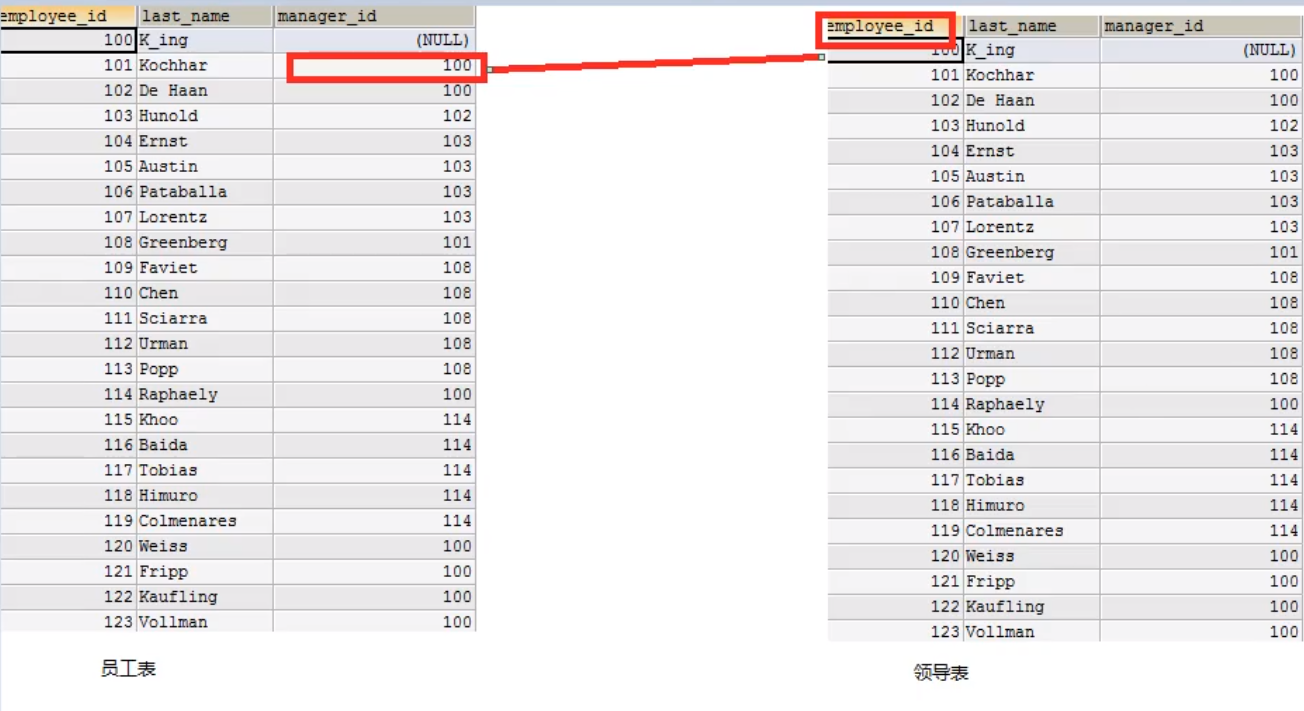 employee_id last_name manager_id
100 K_ing (NULL)
101 Kochhar 100
102 De Haan 100
103 Hunold 102
104 Ernst 103
105 Austin 103
106 Pataballa 103
107 Lorentz 103
108 Greenberg 101
109 Faviet 108
110 Chen 108
111 Sciarra 108
112 Urman 108
113 Popp 108
114 Raphaely 100
115 Khoo 114
116 Baida 114
117 Tobias 114
118 Himuro 114
119 Colmenares 114
120 Weiss 100
121 Fripp 100
122 Kaufling 100
123 Vollman 100
员工表
employee_id last_name manager_id
100 K_ing (NULL)
101 Kochhar 100
102 De Haan 100
103 Hunold 102
104 Ernst 103
105 Austin 103
106 Pataballa 103
107 Lorentz 103
108 Greenberg 101
109 Faviet 108
110 Chen 108
111 Sciarra 108
112 Urman 108
113 Popp 108
114 Raphaely 100
115 Khoo 114
116 Baida 114
117 Tobias 114
118 Himuro 114
119 Colmenares 114
120 Weiss 100
121 Fripp 100
122 Kaufling 100
123 Vollman 100
领导表